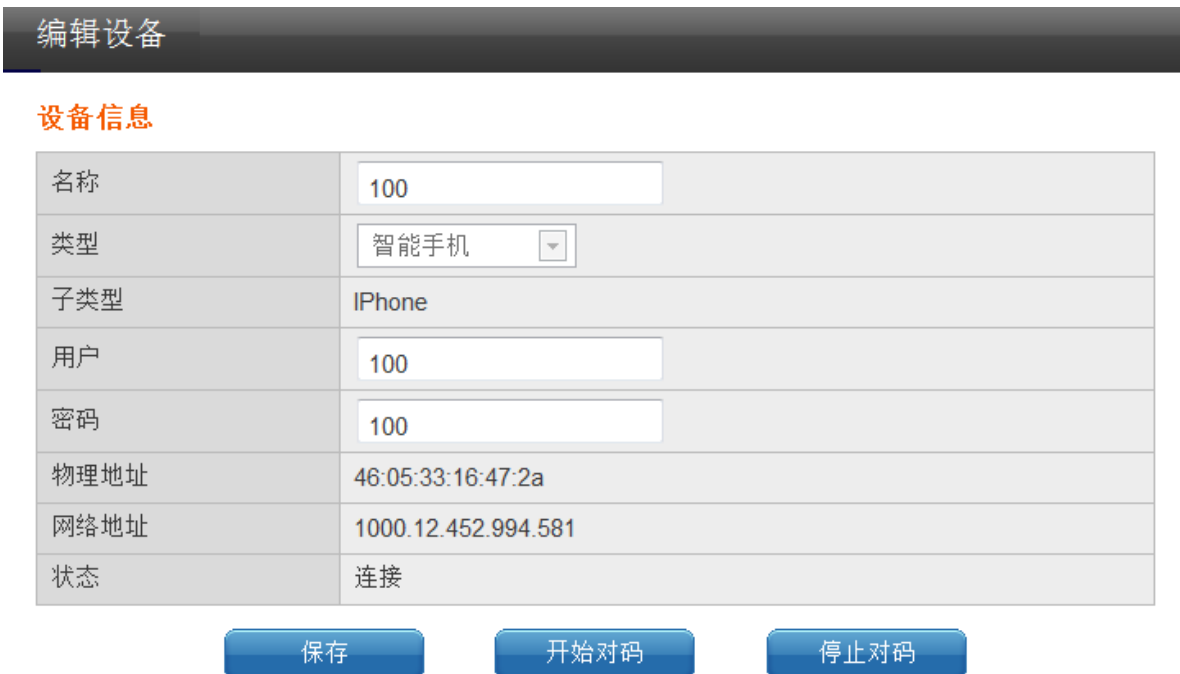 编辑设备
设备信息
名称 100
类型 智能手机
子类型 IPhone
用户 100
密码 100
物理地址 46:05:33:16:47:2a
网络地址 1000.12.452.994.581
状态 连接
保存 开始对码 停止对码